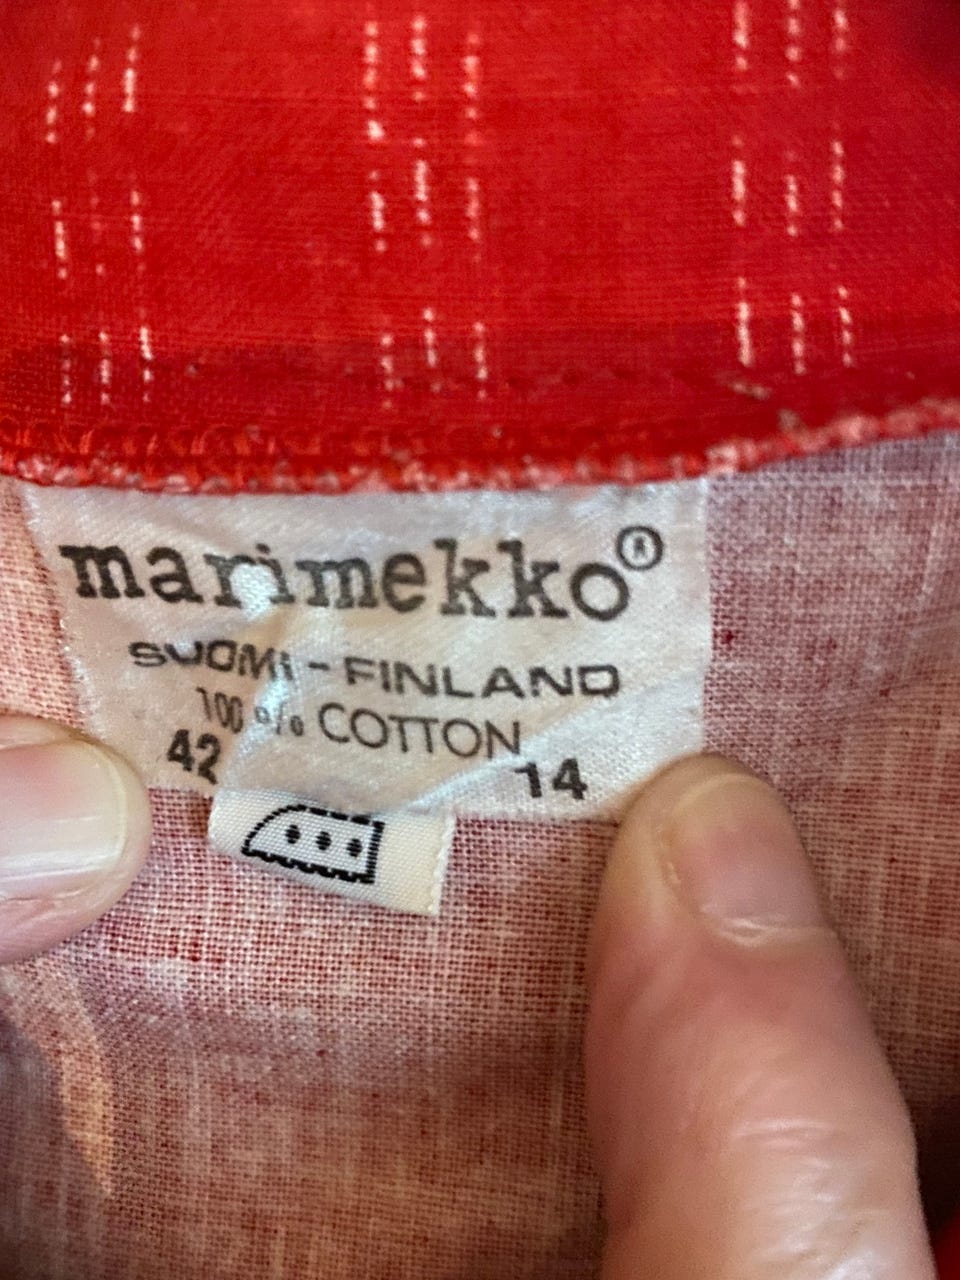 marimekko®
SUOMI - FINLAND
100 % COTTON
42 14